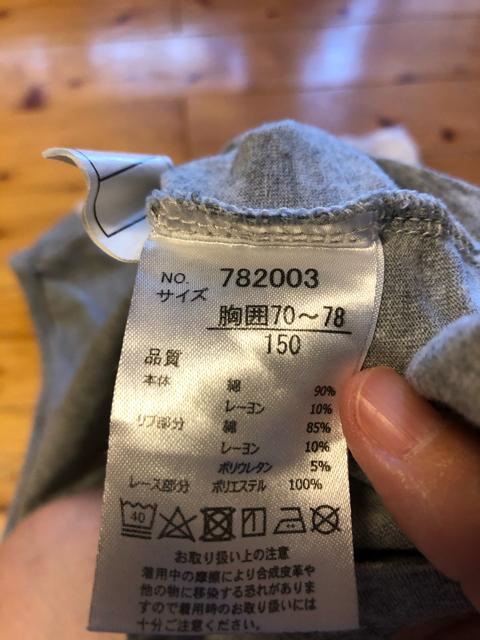 NO. 782003
サイズ 胸囲70～78
150
品質
本体 綿 90%
レーヨン 10%
リブ部分 綿 85%
レーヨン 10%
ポリウレタン 5%
レース部分 ポリエステル 100%
40
お取り扱い上の注意
着用中の摩擦により合成皮革や
他の物に移染する恐れがありま
すので着用時のお取り扱いには
十分ご注意ください。